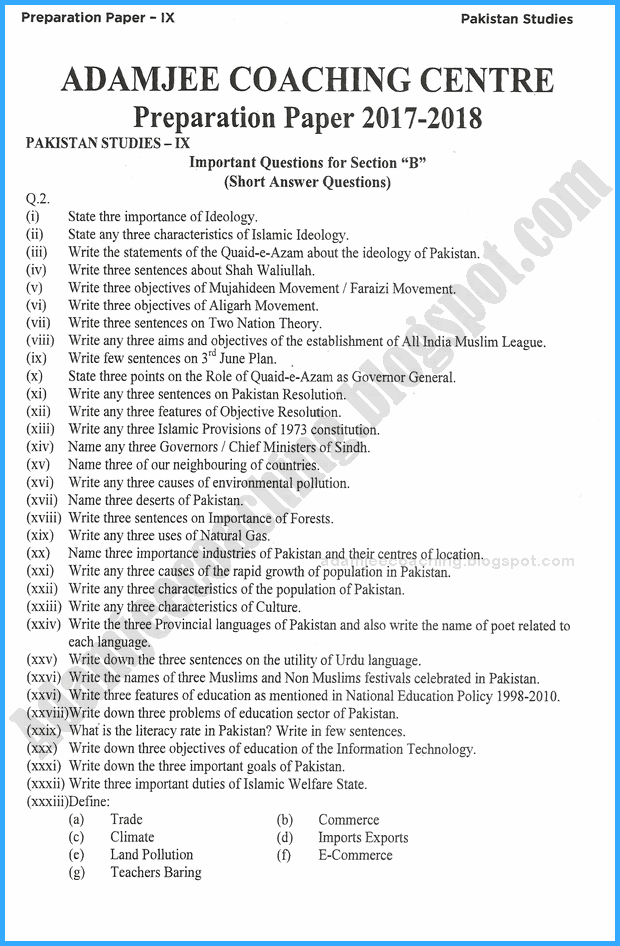 Preparation Paper – IX
Pakistan Studies
ADAMJEE COACHING CENTRE
Preparation Paper 2017-2018
PAKISTAN STUDIES – IX
Important Questions for Section “B”
(Short Answer Questions)
Q.2.
(i) State thre importance of Ideology.
(ii) State any three characteristics of Islamic Ideology.
(iii) Write the statements of the Quaid-e-Azam about the ideology of Pakistan.
(iv) Write three sentences about Shah Waliullah.
(v) Write three objectives of Mujahideen Movement / Faraizi Movement.
(vi) Write three objectives of Aligarh Movement.
(vii) Write three sentences on Two Nation Theory.
(viii) Write any three aims and objectives of the establishment of All India Muslim League.
(ix) Write few sentences on 3rd June Plan.
(x) State three points on the Role of Quaid-e-Azam as Governor General.
(xi) Write any three sentences on Pakistan Resolution.
(xii) Write any three features of Objective Resolution.
(xiii) Write any three Islamic Provisions of 1973 constitution.
(xiv) Name any three Governors / Chief Ministers of Sindh.
(xv) Name three of our neighbouring of countries.
(xvi) Write any three causes of environmental pollution.
(xvii) Name three deserts of Pakistan.
(xviii) Write three sentences on Importance of Forests.
(xix) Write any three uses of Natural Gas.
(xx) Name three importance industries of Pakistan and their centres of location.
adamjeecoaching.blogspot.com
(xxi) Write any three causes of the rapid growth of population in Pakistan.
(xxii) Write any three characteristics of the population of Pakistan.
(xxiii) Write any three characteristics of Culture.
(xxiv) Write the three Provincial languages of Pakistan and also write the name of poet related to
each language.
(xxv) Write down the three sentences on the utility of Urdu language.
(xxvi) Write the names of three Muslims and Non Muslims festivals celebrated in Pakistan.
(xxvi) Write three features of education as mentioned in National Education Policy 1998-2010.
(xxviii)Write down three problems of education sector of Pakistan.
(xxix) What is the literacy rate in Pakistan? Write in few sentences.
(xxx) Write down three objectives of education of the Information Technology.
(xxxi) Write down the three important goals of Pakistan.
(xxxii) Write three important duties of Islamic Welfare State.
(xxxiii)Define:
(a) Trade (b) Commerce
(c) Climate (d) Imports Exports
(e) Land Pollution (f) E-Commerce
(g) Teachers Baring
Adamjeecoaching.blogspot.com